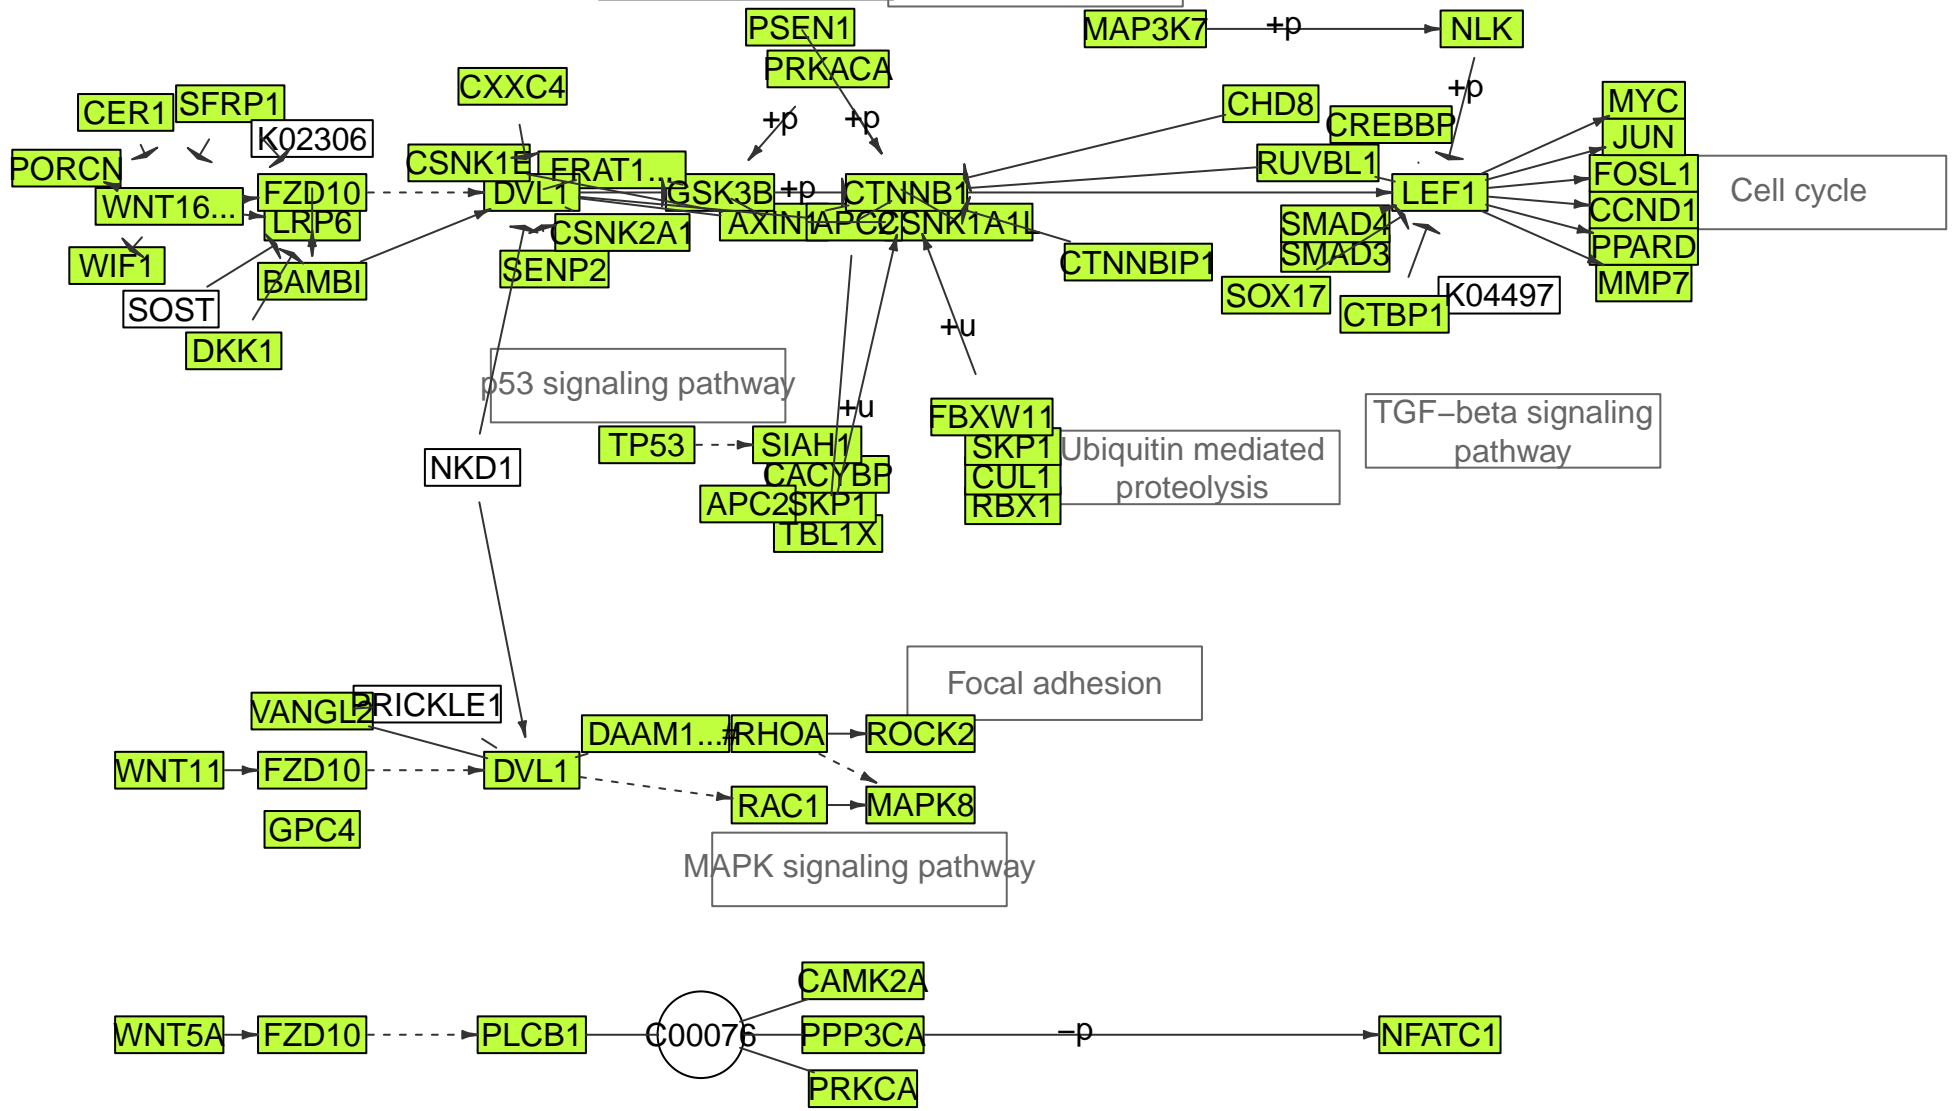 PSEN1
MAP3K7
+p
NLK
PRKACA
CXXC4
CER1
SFRP1
K02306
+p
+p
+p
CHD8
CREBBP
MYC
JUN
PORCN
CSNK1E
FRAT1...
RUVBL1
FOSL1
Cell cycle
WNT16...
FZD10
DVL1
GSK3B
+p
CTNNB1
LEF1
CCND1
LRP6
CSNK2A1
AXIN1
APC2
CSNK1A1L
SMAD4
SMAD3
PPARD
WIF1
BAMBI
SENP2
CTNNBIP1
MMP7
SOST
SOX17
K04497
CTBP1
DKK1
+u
p53 signaling pathway
+u
TGF−beta signaling
pathway
FBXW11
TP53
SIAH1
SKP1
Ubiquitin mediated
proteolysis
NKD1
CACYBP
CUL1
APC2
SKP1
RBX1
TBL1X
Focal adhesion
VANGL2
PRICKLE1
DAAM1...#
RHOA
ROCK2
WNT11
FZD10
DVL1
RAC1
MAPK8
GPC4
MAPK signaling pathway
CAMK2A
WNT5A
FZD10
PLCB1
C00076
PPP3CA
−p
NFATC1
PRKCA